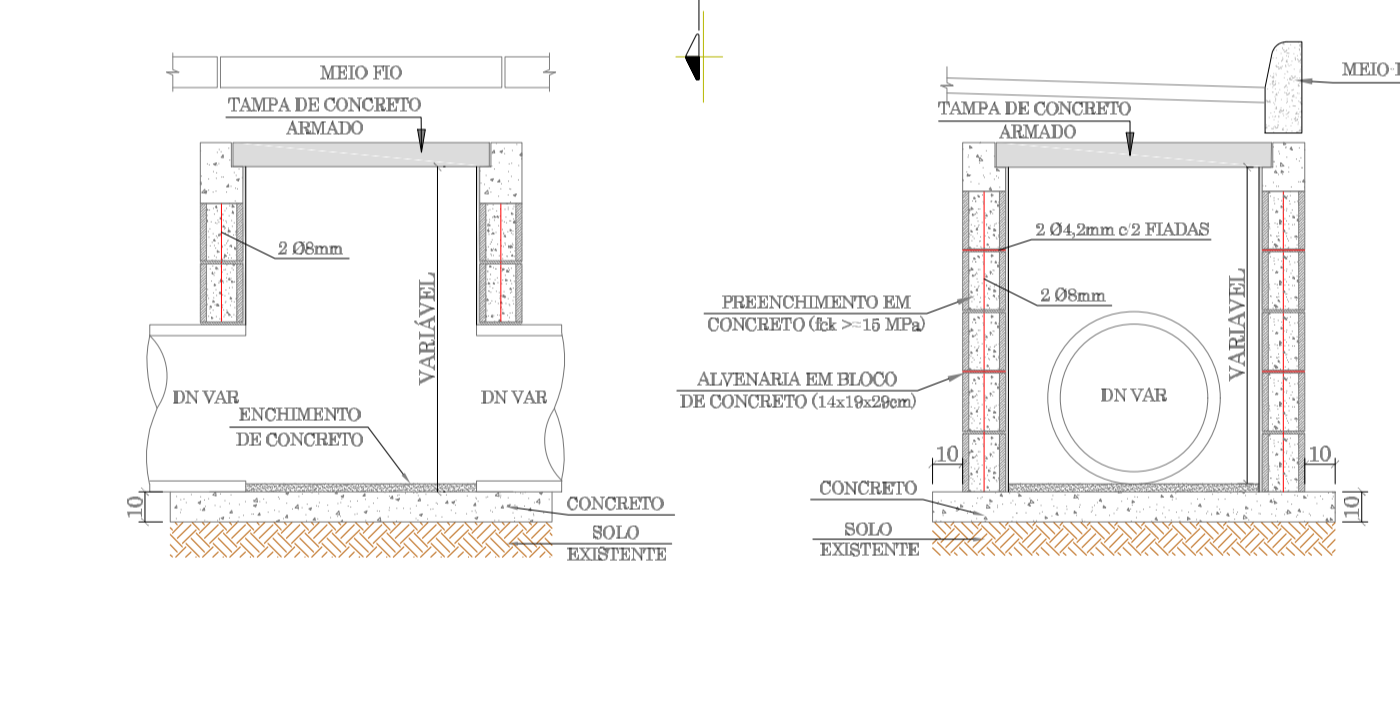 MEIO FIO
TAMPA DE CONCRETO
ARMADO
2 Ø8mm
VARIÁVEL
DN VAR
DN VAR
ENCHIMENTO
DE CONCRETO
10
CONCRETO
SOLO
EXISTENTE
MEIO
TAMPA DE CONCRETO
ARMADO
2 Ø4,2mm c/2 FIADAS
2 Ø8mm
PREENCHIMENTO EM
CONCRETO (fck >=15 MPa)
VARIAVEL
ALVENARIA EM BLOCO
DE CONCRETO (14x19x29cm)
DN VAR
10
10
CONCRETO
10
SOLO
EXISTENTE